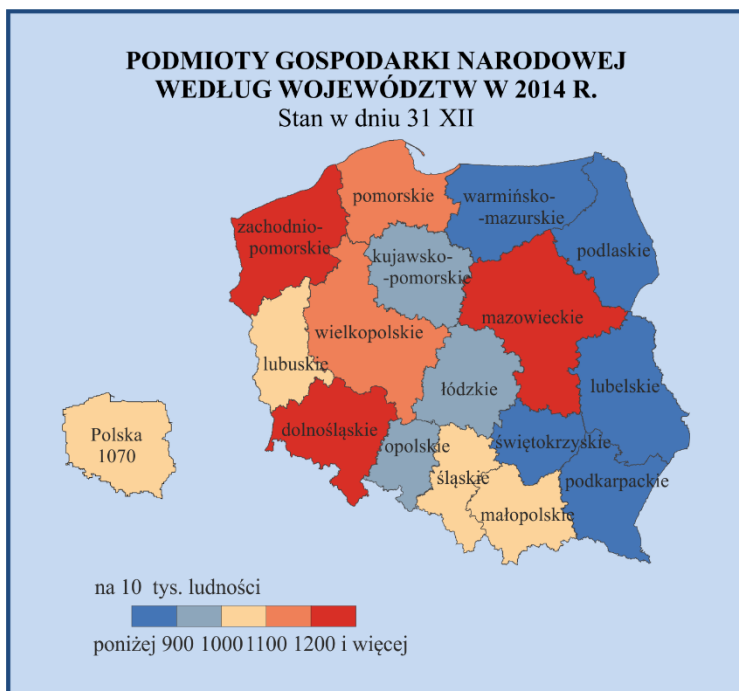 PODMIOTY GOSPODARKI NARODOWEJ
WEDŁUG WOJEWÓDZTW W 2014 R.
Stan w dniu 31 XII
pomorskie
warmińsko-
-mazurskie
zachodnio-
pomorskie
podlaskie
kujawsko-
-pomorskie
mazowieckie
wielkopolskie
lubuskie
łódzkie
lubelskie
dolnośląskie
Polska
1070
opolskie
świętokrzyskie
śląskie
podkarpackie
małopolskie
na 10 tys. ludności
poniżej 900 1000 1100 1200 i więcej